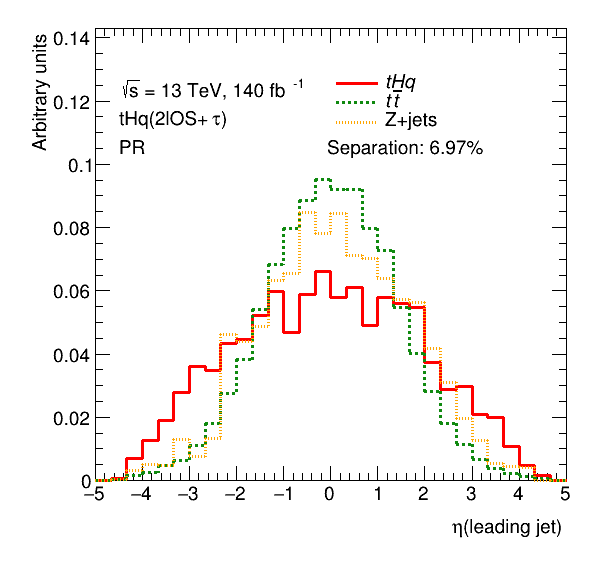 Arbitrary units
0.14
0.12
0.1
0.08
0.06
0.04
0.02
0
√s = 13 TeV, 140 fb⁻¹
tHq(2lOS+ τ)
PR
tHq
tt̅
Z+jets
Separation: 6.97%
−5 −4 −3 −2 −1 0 1 2 3 4 5
η(leading jet)